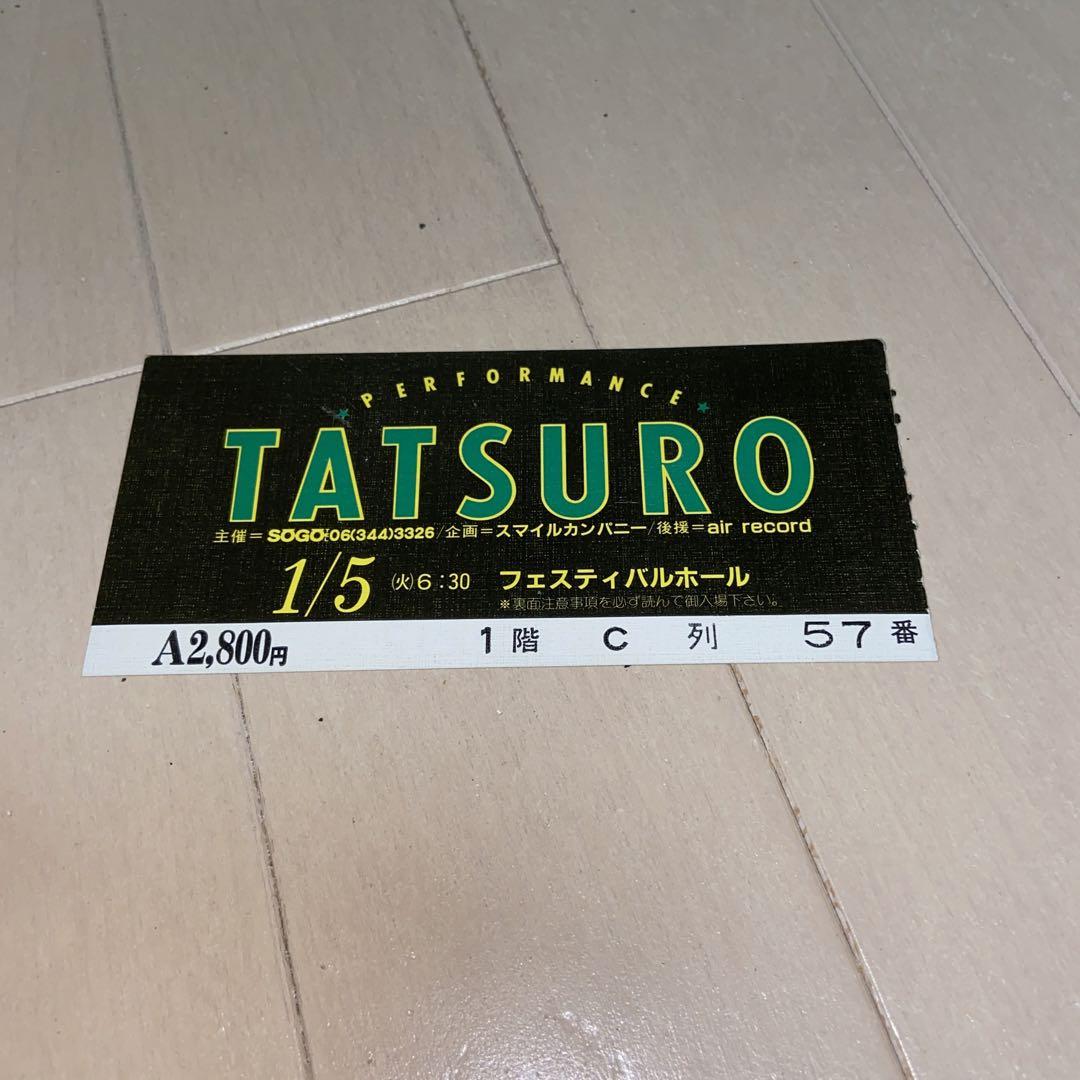 PERFORMANCE
TATSURO
主催=SOGO:06(344)3326/企画=スマイルカンパニー/後援=air record
1/5 (火)6:30 フェスティバルホール
※裏面注意事項を必ず読んで御入場下さい。
A2,800円 1階 C 列 57番